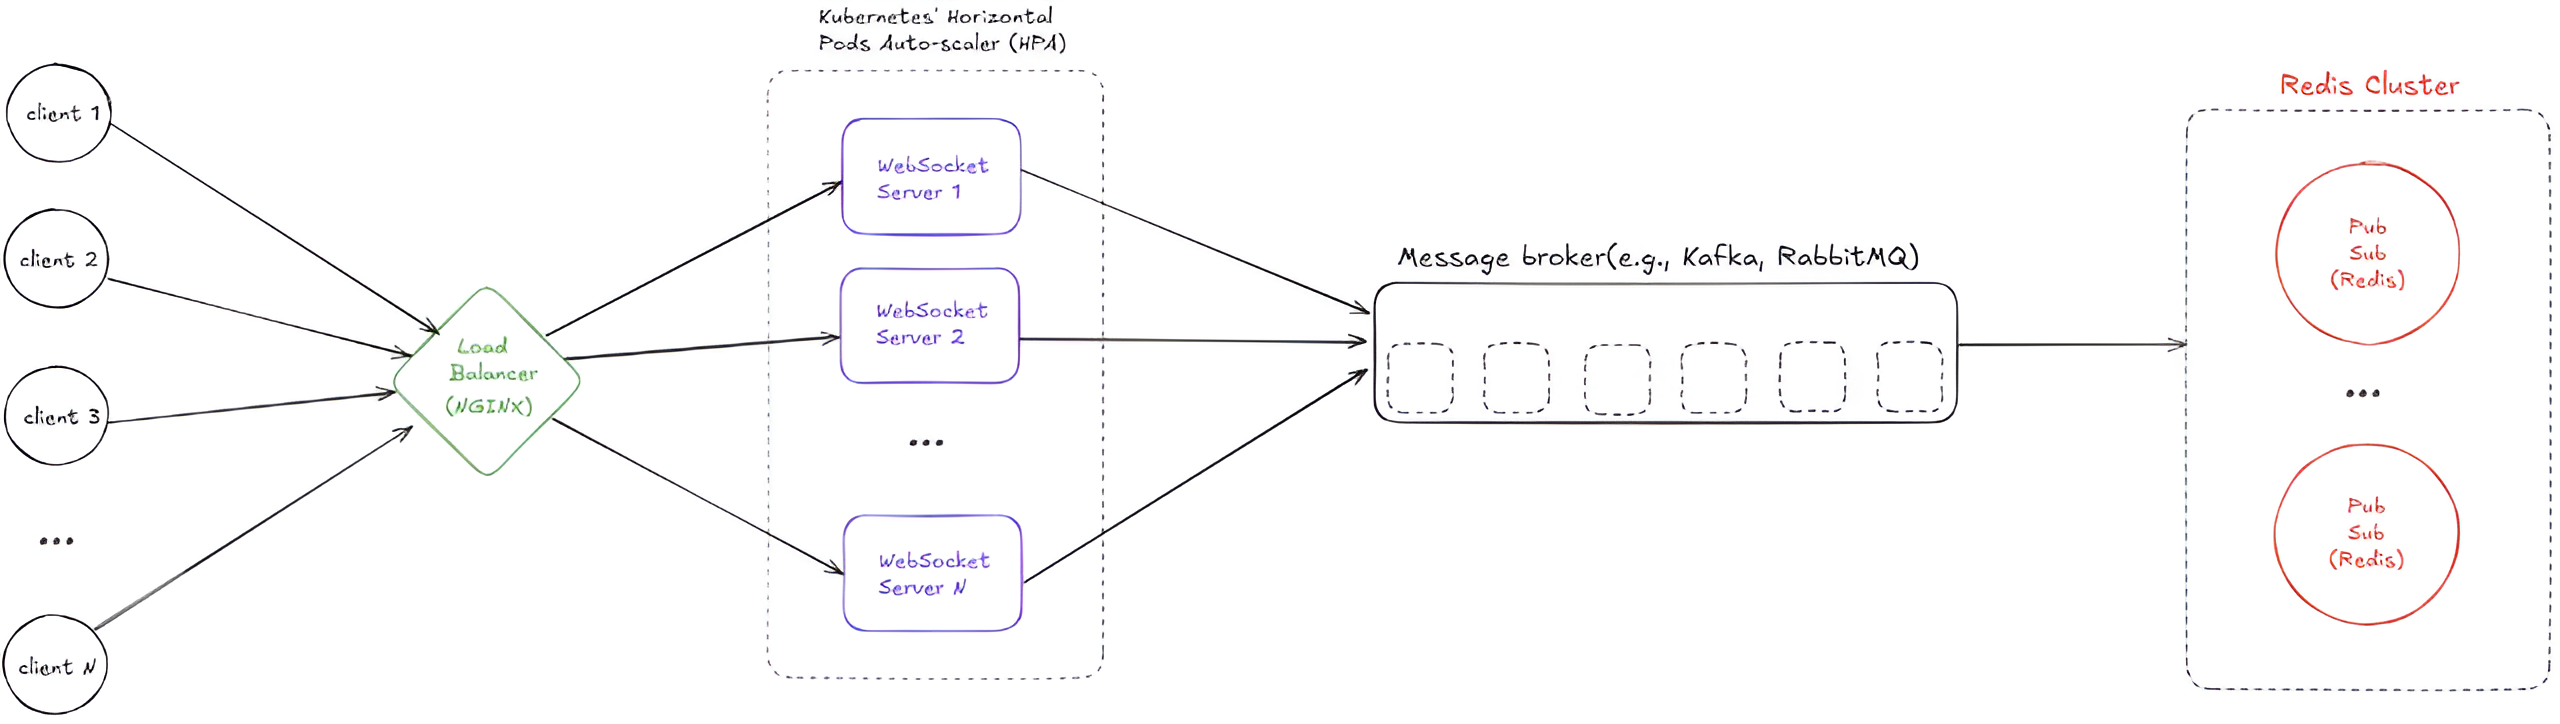 Kubernetes' Horizontal
Pods Auto-scaler (HPA)
client 1
client 2
client 3
...
client N
Load
Balancer
(NGINX)
WebSocket
Server 1
WebSocket
Server 2
...
WebSocket
Server N
Message broker(e.g., Kafka, RabbitMQ)
Redis Cluster
Pub
Sub
(Redis)
...
Pub
Sub
(Redis)